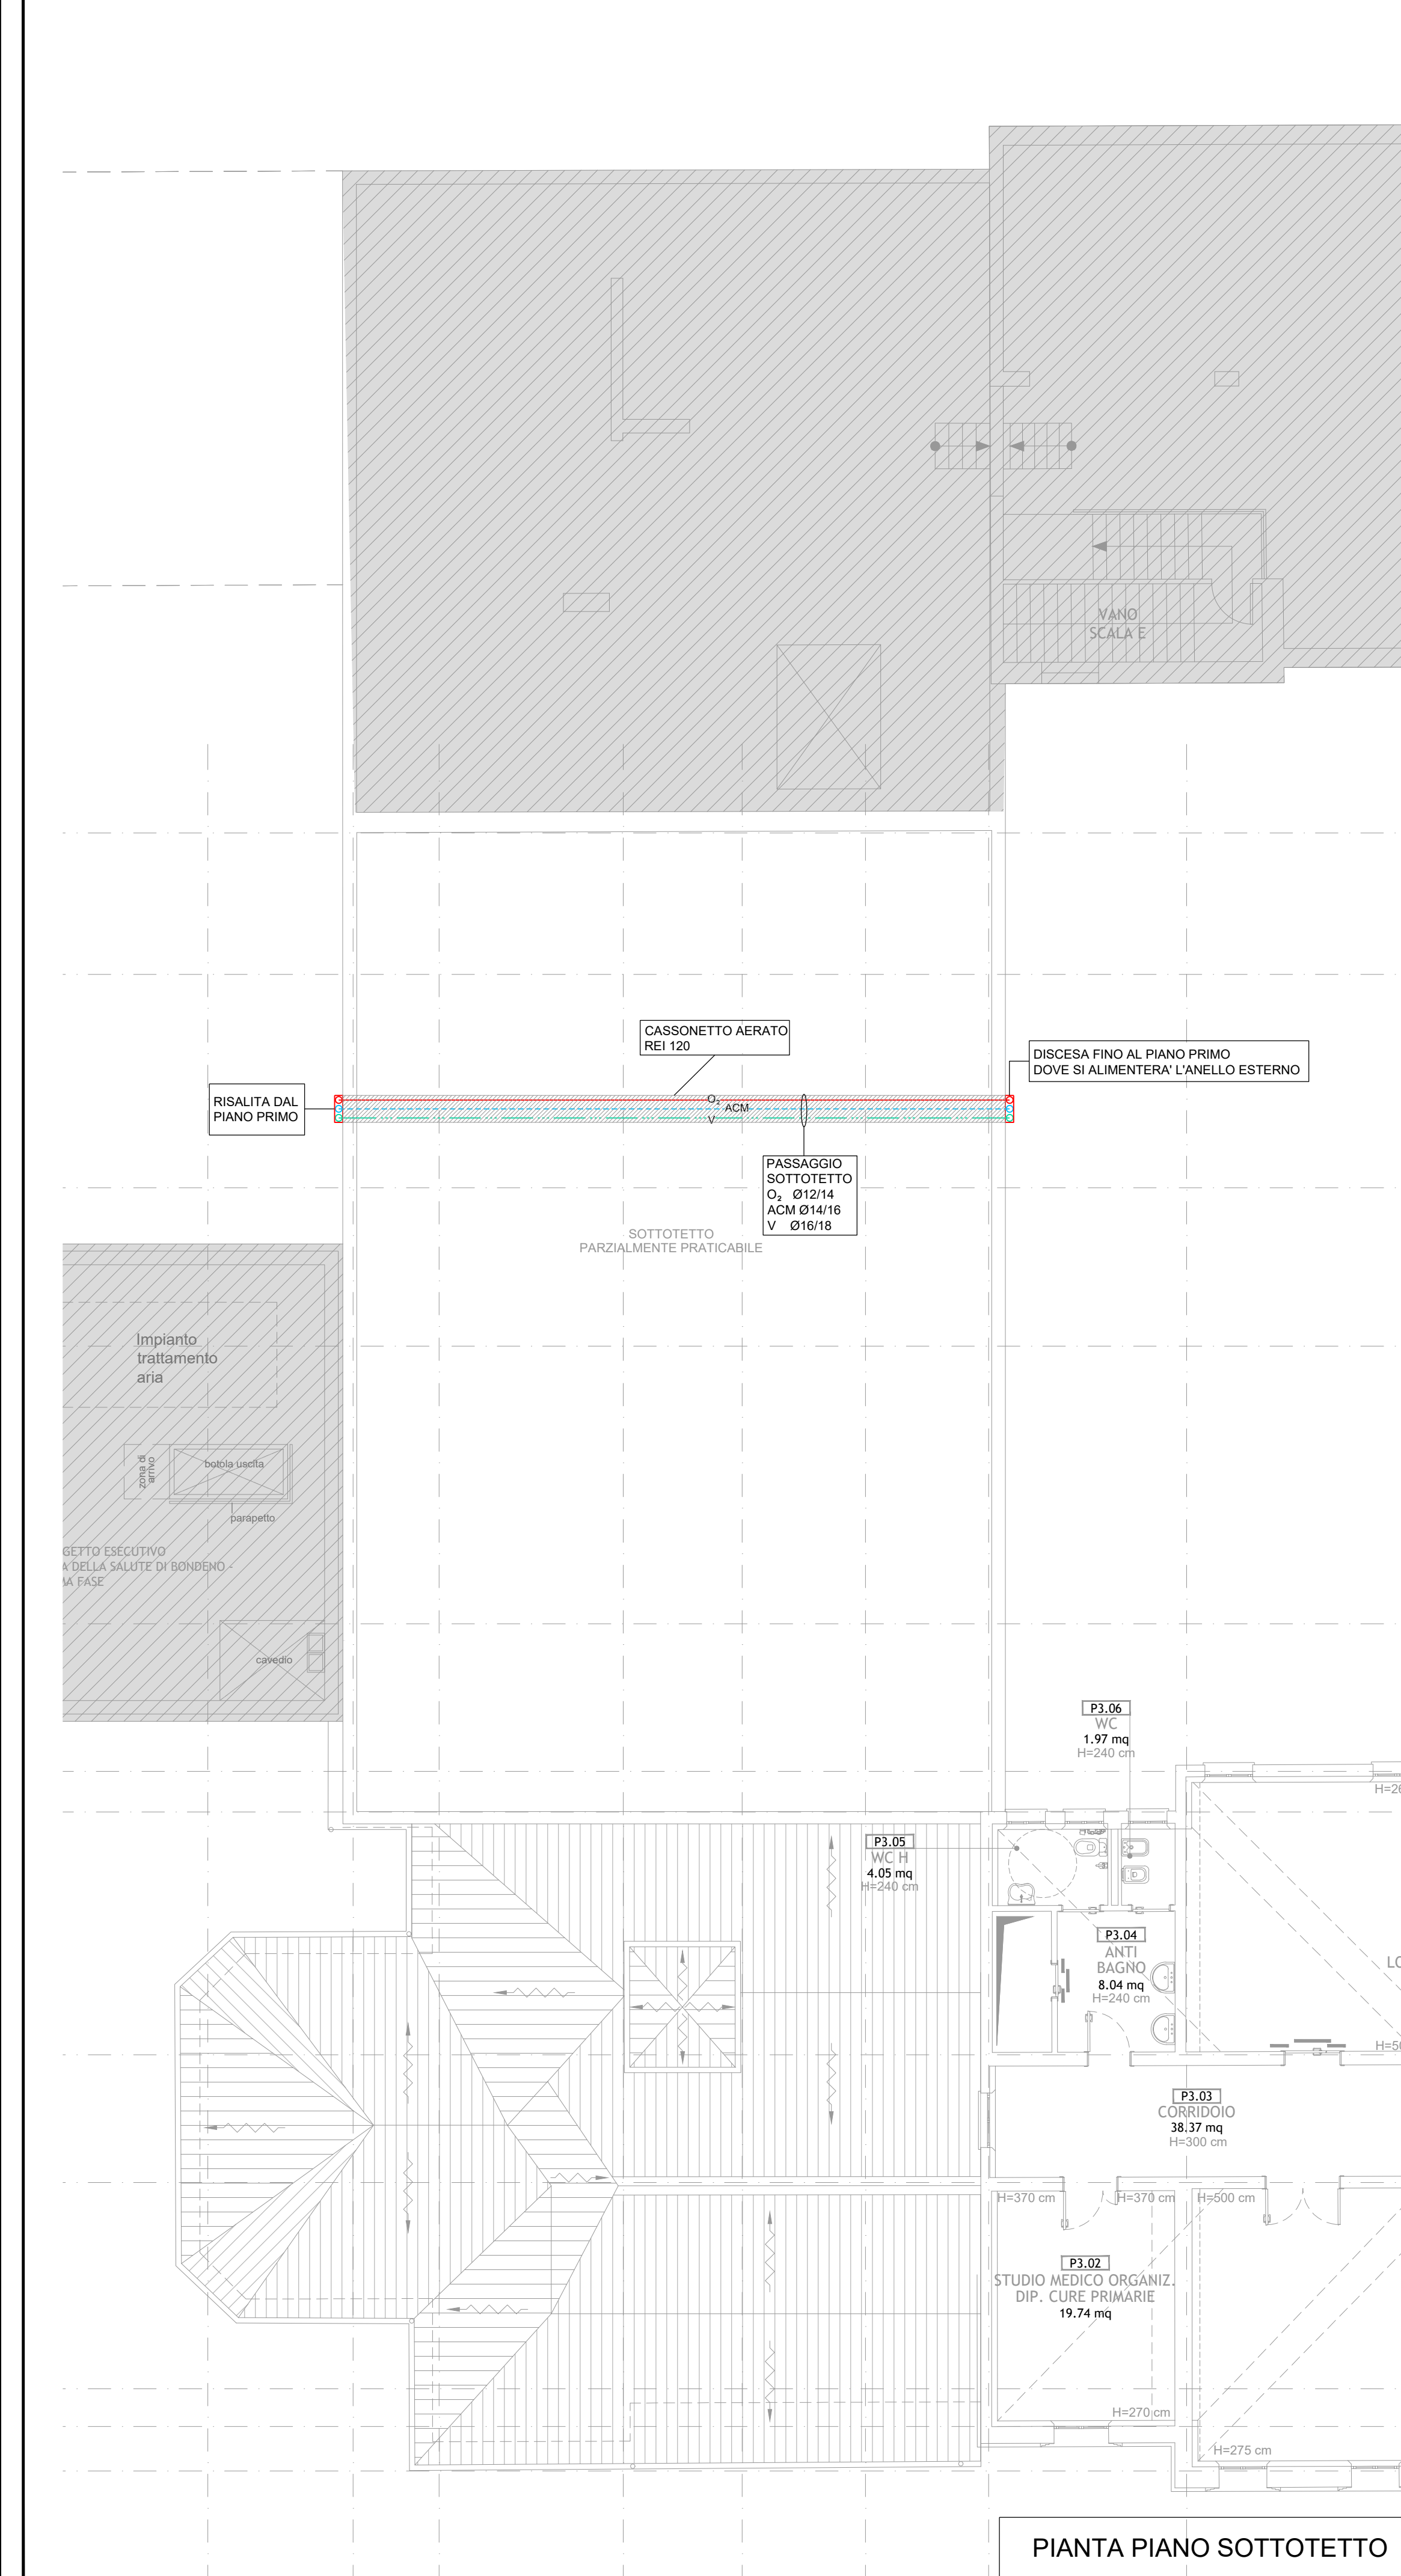 VANO
SCALA E
CASSONETTO AERATO
REI 120
DISCESA FINO AL PIANO PRIMO
DOVE SI ALIMENTERA' L'ANELLO ESTERNO
RISALITA DAL
PIANO PRIMO
O₂
ACM
V
PASSAGGIO
SOTTOTETTO
O₂ Ø12/14
ACM Ø14/16
V Ø16/18
SOTTOTETTO
PARZIALMENTE PRATICABILE
Impianto
trattamento
aria
zona di
arrivo
botola uscita
parapetto
GETTO ESECUTIVO
A DELLA SALUTE DI BONDENO -
MA FASE
cavedio
P3.06
WC
1.97 mq
H=240 cm
H=26
P3.05
WC H
4.05 mq
H=240 cm
P3.04
ANTI
BAGNO
8.04 mq
H=240 cm
LO
H=50
P3.03
CORRIDOIO
38.37 mq
H=300 cm
H=370 cm
H=370 cm
H=500 cm
P3.02
STUDIO MEDICO ORGANIZ.
DIP. CURE PRIMARIE
19.74 mq
H=270 cm
H=275 cm
PIANTA PIANO SOTTOTETTO